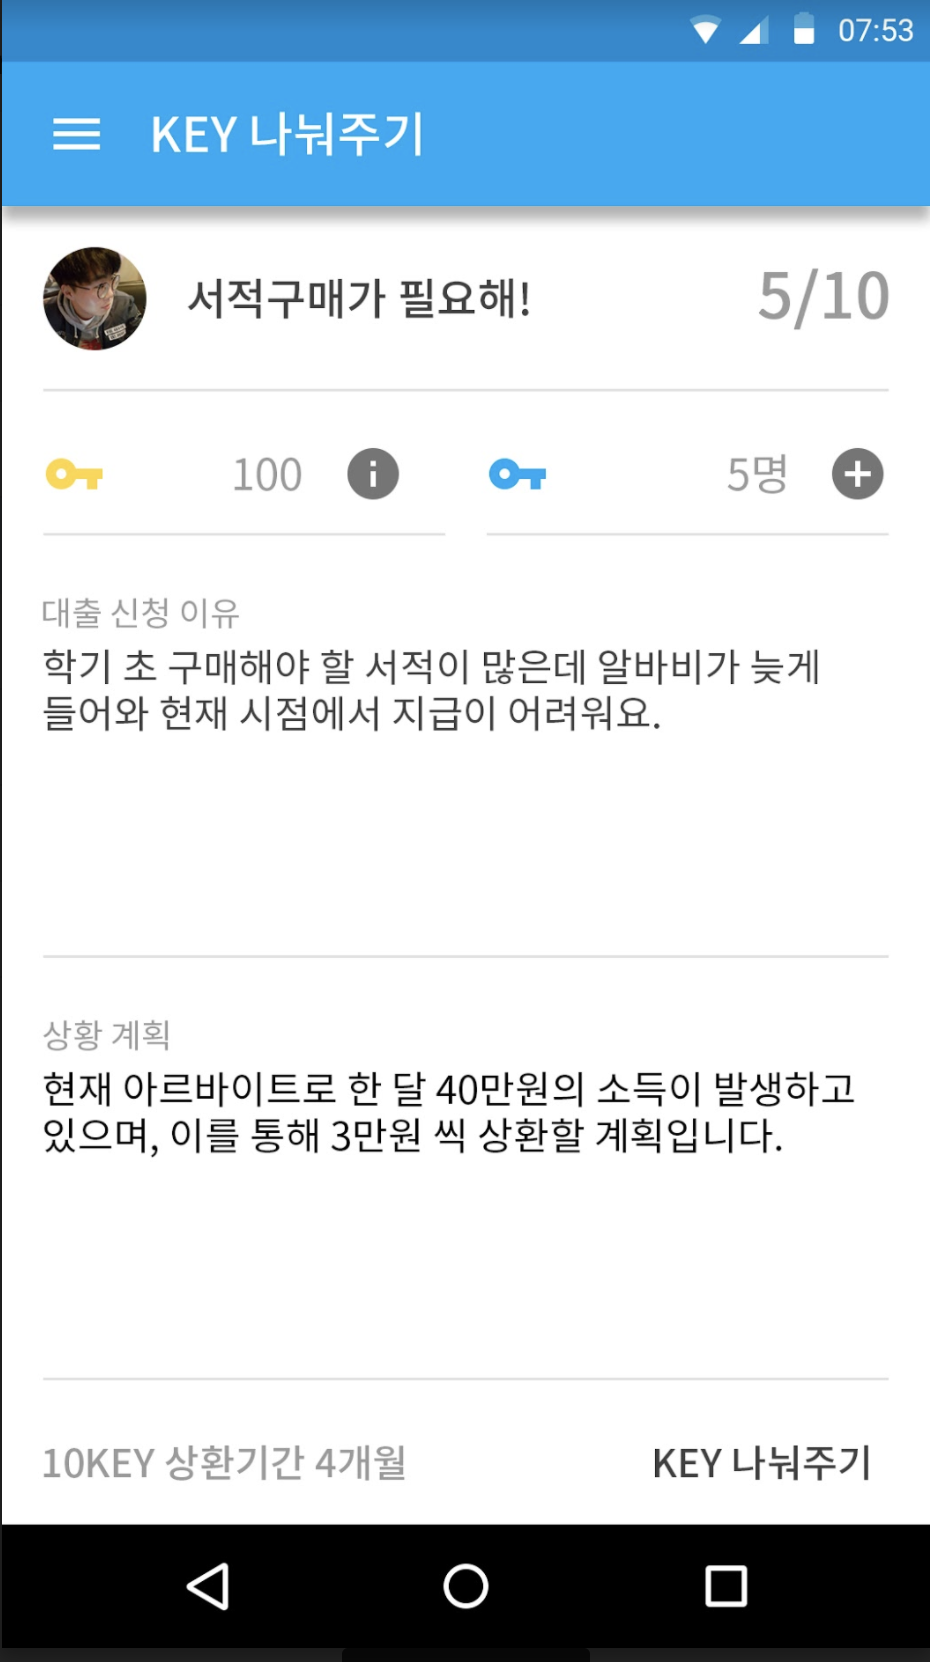 07:53
KEY 나눠주기
서적구매가 필요해!
5/10
100
5명
대출 신청 이유
학기 초 구매해야 할 서적이 많은데 알바비가 늦게
들어와 현재 시점에서 지급이 어려워요.
상황 계획
현재 아르바이트로 한 달 40만원의 소득이 발생하고
있으며, 이를 통해 3만원 씩 상환할 계획입니다.
10KEY 상환기간 4개월
KEY 나눠주기